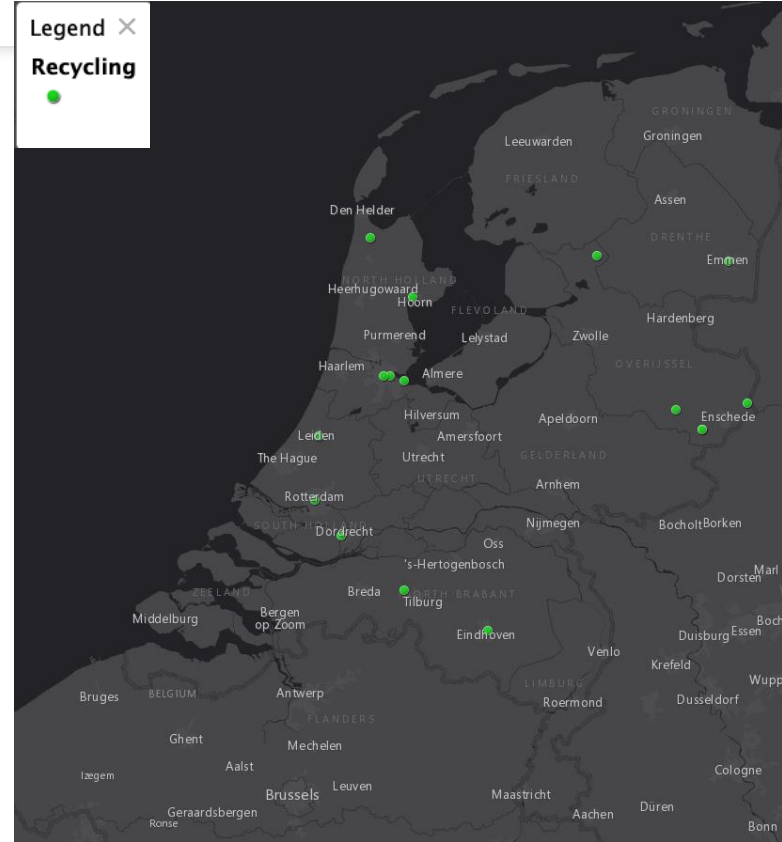 Legend ×
Recycling
GRONINGEN
Leeuwarden
Groningen
FRIESLAND
Assen
Den Helder
DRENTHE
Emmen
NORTH HOLLAND
Heerhugowaard
Hoorn
FLEVOLAND
Hardenberg
Purmerend
Lelystad
Zwolle
OVERIJSSEL
Haarlem
Almere
Hilversum
Apeldoorn
Enschede
Leiden
Amersfoort
The Hague
Utrecht
GELDERLAND
UTRECHT
Arnhem
Rotterdam
SOUTH HOLLAND
Dordrecht
Nijmegen
Bocholt
Borken
Oss
's-Hertogenbosch
Marl
Dorsten
ZEELAND
Breda
ORTH BRABANT
Tilburg
Middelburg
Bergen
op Zoom
Eindhoven
Duisburg
Essen
Boch
Venlo
Krefeld
LIMBURG
Wupp
Bruges
BELGIUM
Antwerp
Roermond
Dusseldorf
FLANDERS
Ghent
Mechelen
Aalst
Cologne
Izegem
Leuven
Brussels
Maastricht
Düren
Geraardsbergen
Aachen
Ronse
Bonn